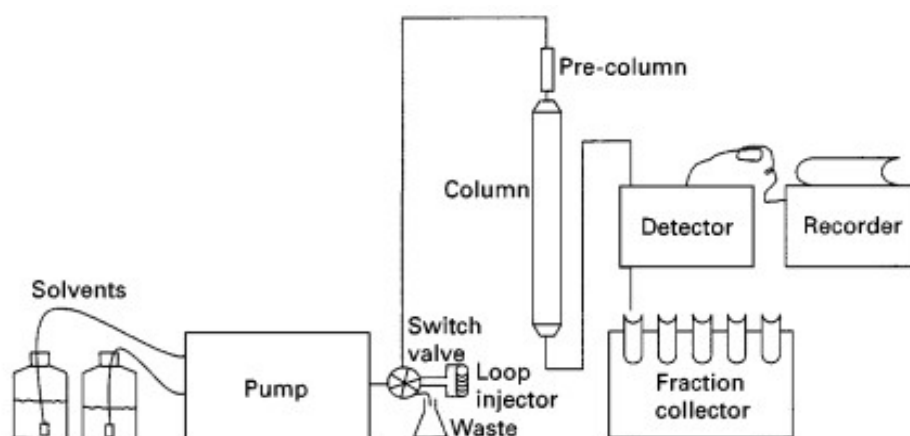 Pre-column
Column
Detector
Recorder
Solvents
Switch
valve
Pump
Loop
injector
Waste
Fraction
collector